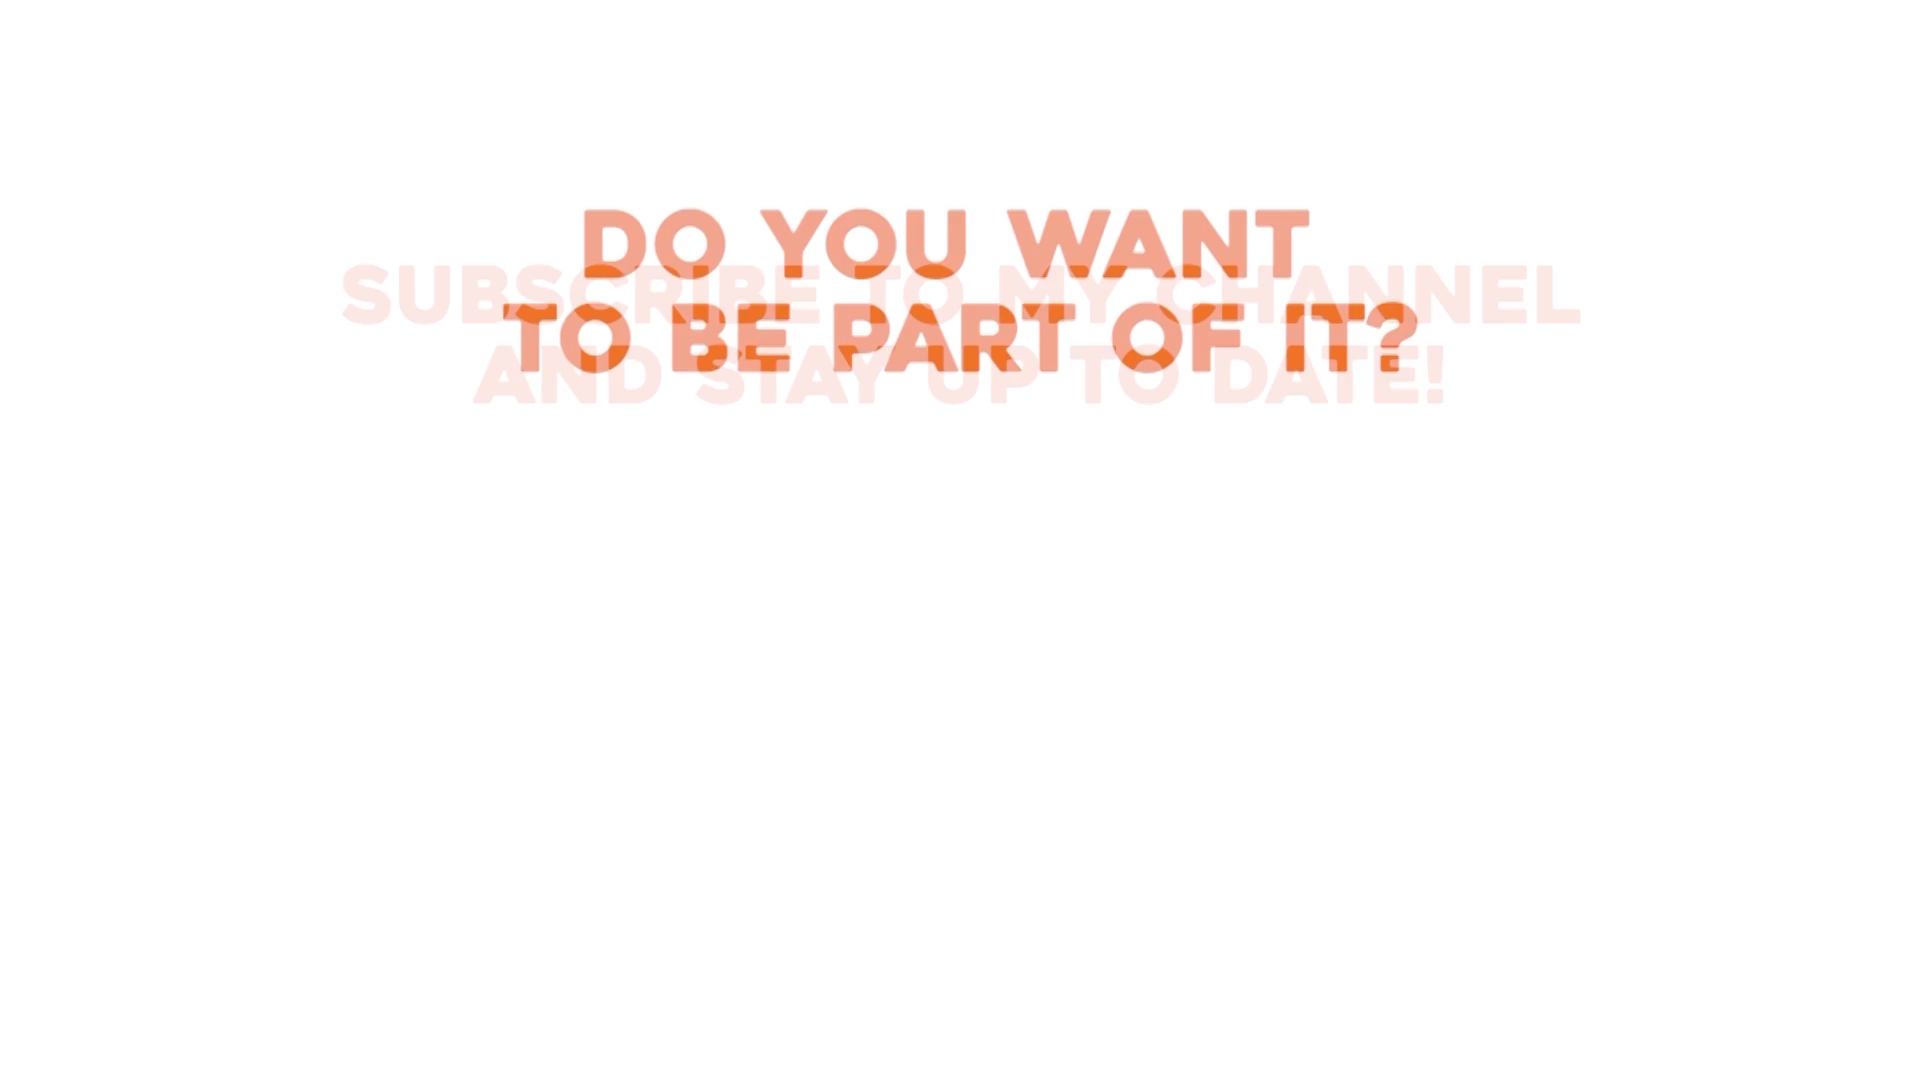 DO YOU WANT
TO BE PART OF IT?
SUBSCRIBE TO MY CHANNEL
AND STAY UP TO DATE!